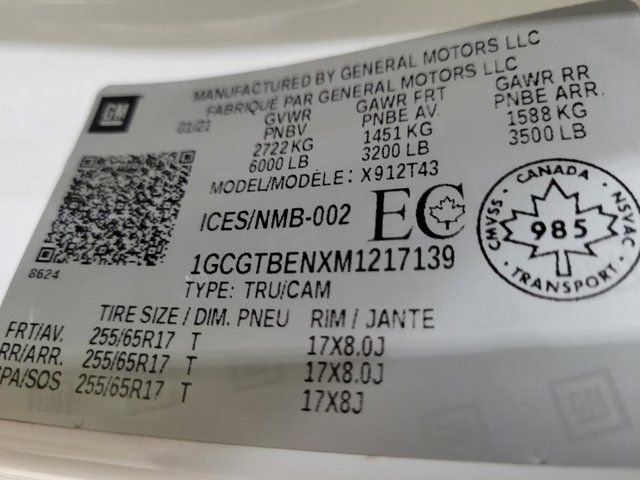 MANUFACTURED BY GENERAL MOTORS LLC
FABRIQUÉ PAR GENERAL MOTORS LLC
GM
01/21
GVWR GAWR FRT GAWR RR
PNBV PNBE AV. PNBE ARR.
2722 KG 1451 KG 1588 KG
6000 LB 3200 LB 3500 LB
MODEL/MODÈLE: X912T43
ICES/NMB-002 EC
CANADA
985
CMVSS · TRANSPORT · NSVAC
8624
1GCGTBENXM1217139
TYPE: TRU/CAM
TIRE SIZE / DIM. PNEU RIM / JANTE
FRT/AV. 255/65R17 T 17X8.0J
RR/ARR. 255/65R17 T 17X8.0J
PA/SOS 255/65R17 T 17X8J
GM